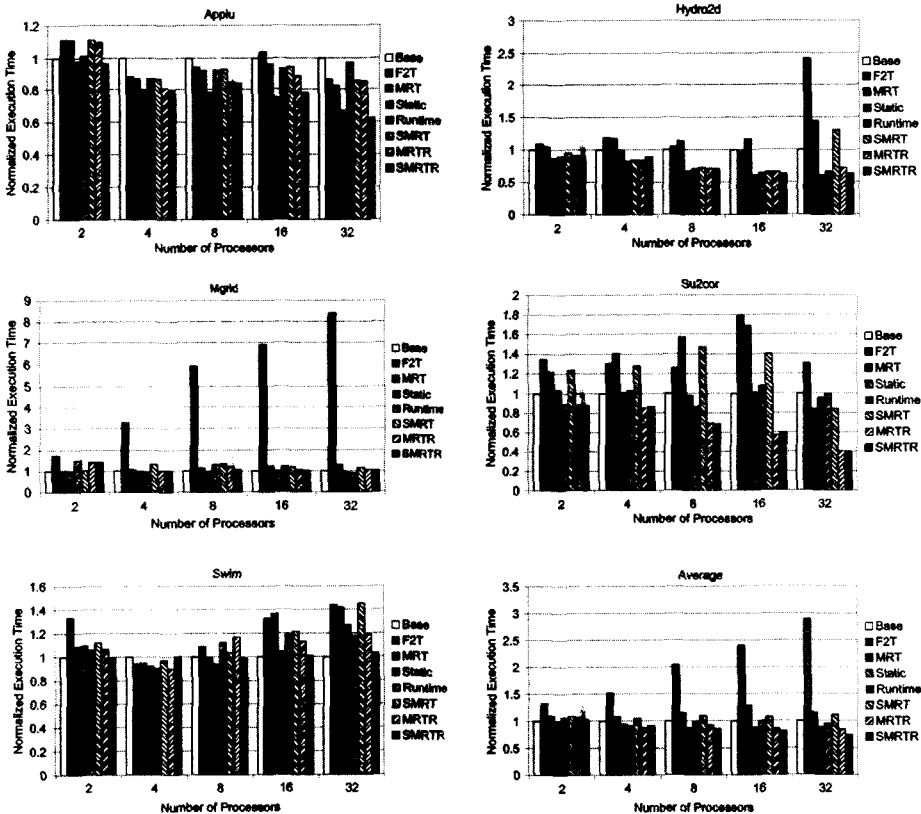 Applu
Normalized Execution Time
1.2
1
0.8
0.6
0.4
0.2
0
2 4 8 16 32
Number of Processors
Base
F2T
MRT
Static
Runtime
SMRT
MRTR
SMRTR
Hydro2d
Normalized Execution Time
3
2.5
2
1.5
1
0.5
0
2 4 8 16 32
Number of Processors
Base
F2T
MRT
Static
Runtime
SMRT
MRTR
SMRTR
Mgrid
Normalized Execution Time
9
8
7
6
5
4
3
2
1
0
2 4 8 16 32
Number of Processors
Base
F2T
MRT
Static
Runtime
SMRT
MRTR
SMRTR
Su2cor
Normalized Execution Time
2
1.8
1.6
1.4
1.2
1
0.8
0.6
0.4
0.2
0
2 4 8 16 32
Number of Processors
Base
F2T
MRT
Static
Runtime
SMRT
MRTR
SMRTR
Swim
Normalized Execution Time
1.6
1.4
1.2
1
0.8
0.6
0.4
0.2
0
2 4 8 16 32
Number of Processors
Base
F2T
MRT
Static
Runtime
SMRT
MRTR
SMRTR
Average
Normalized Execution Time
3.5
3
2.5
2
1.5
1
0.5
0
2 4 8 16 32
Number of Processors
Base
F2T
MRT
Static
Runtime
SMRT
MRTR
SMRTR